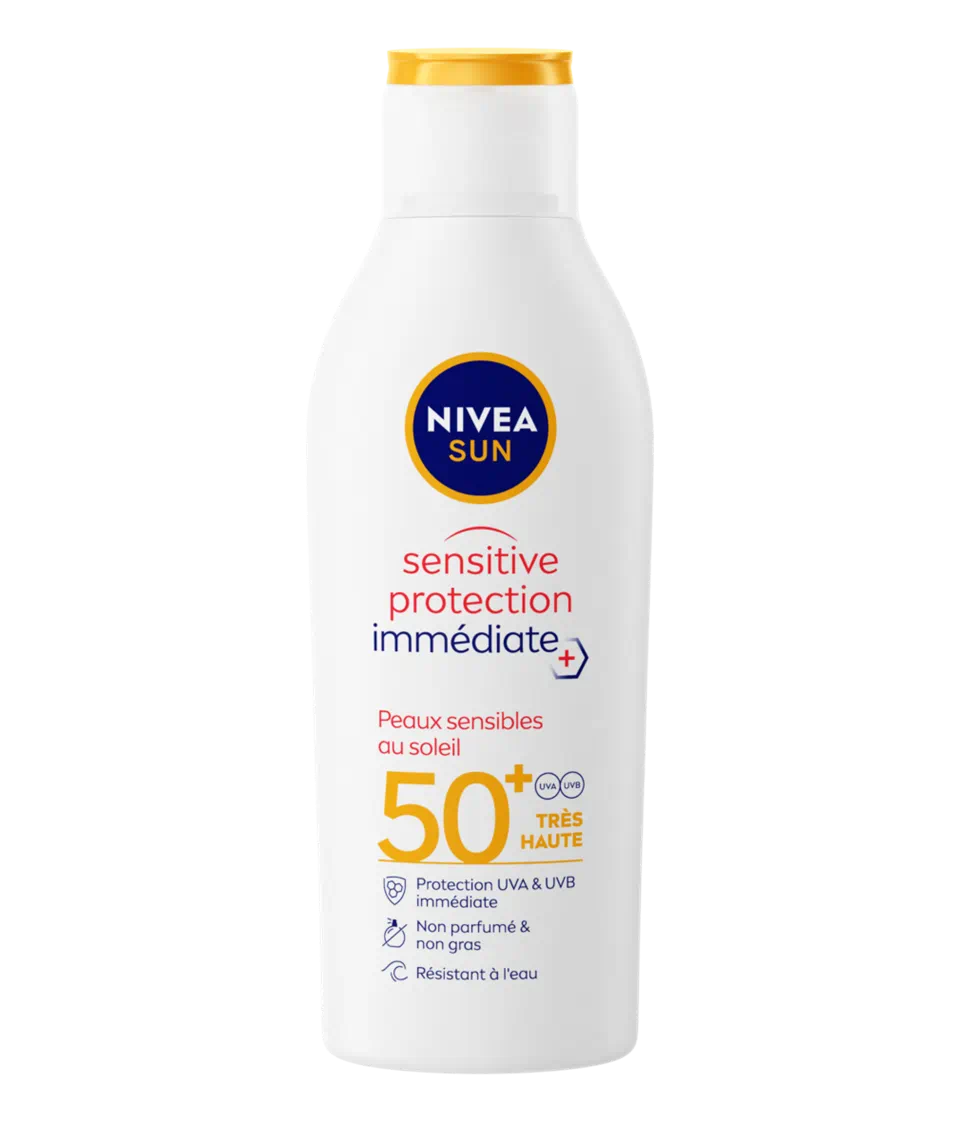 NIVEA
SUN
sensitive
protection
immédiate
+
Peaux sensibles
au soleil
50+ UVA UVB
TRÈS
HAUTE
Protection UVA & UVB
immédiate
Non parfumé &
non gras
Résistant à l'eau